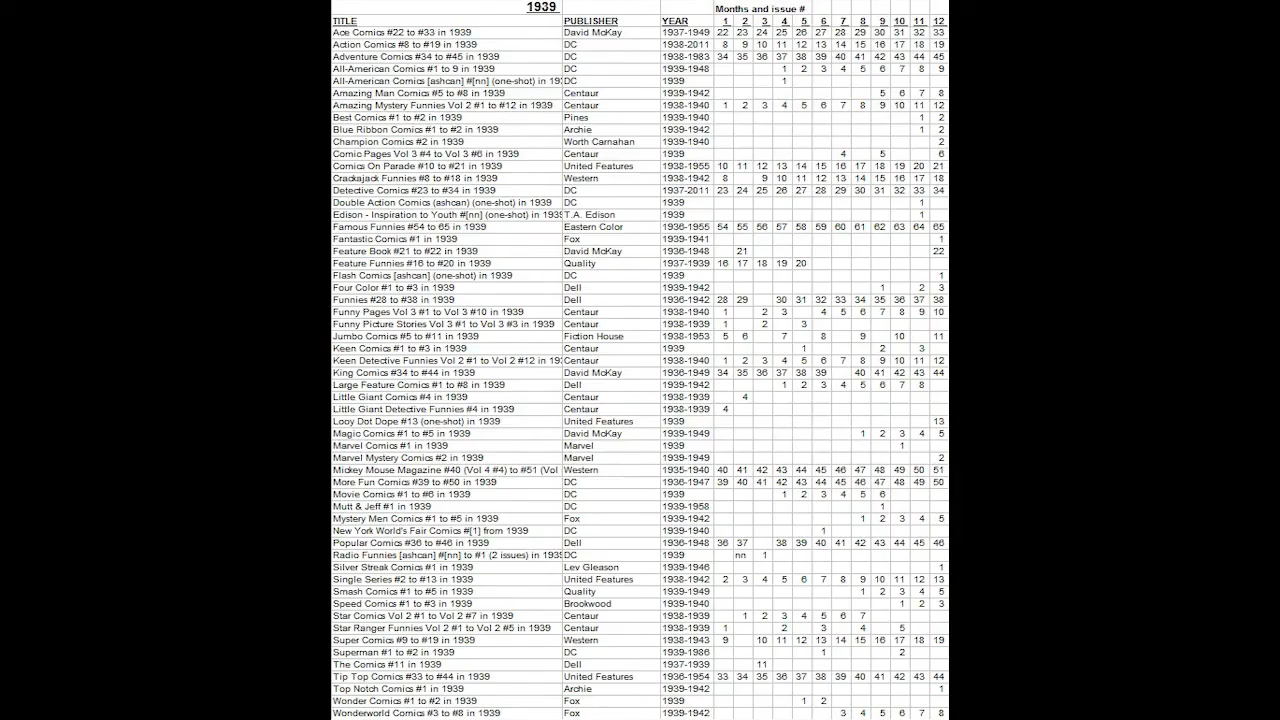 1939 Months and issue #
TITLE PUBLISHER YEAR 1 2 3 4 5 6 7 8 9 10 11 12
Ace Comics #22 to #33 in 1939 David McKay 1937-1949 22 23 24 25 26 27 28 29 30 31 32 33
Action Comics #8 to #19 in 1939 DC 1938-2011 8 9 10 11 12 13 14 15 16 17 18 19
Adventure Comics #34 to #45 in 1939 DC 1938-1983 34 35 36 37 38 39 40 41 42 43 44 45
All-American Comics #1 to 9 in 1939 DC 1939-1948 1 2 3 4 5 6 7 8 9
All-American Comics [ashcan] #[nn] (one-shot) in 193 DC 1939 1
Amazing Man Comics #5 to #8 in 1939 Centaur 1939-1942 5 6 7 8
Amazing Mystery Funnies Vol 2 #1 to #12 in 1939 Centaur 1938-1940 1 2 3 4 5 6 7 8 9 10 11 12
Best Comics #1 to #2 in 1939 Pines 1939-1940 1 2
Blue Ribbon Comics #1 to #2 in 1939 Archie 1939-1942 1 2
Champion Comics #2 in 1939 Worth Carnahan 1939-1940 2
Comic Pages Vol 3 #4 to Vol 3 #6 in 1939 Centaur 1939 4 5 6
Comics On Parade #10 to #21 in 1939 United Features 1938-1955 10 11 12 13 14 15 16 17 18 19 20 21
Crackajack Funnies #8 to #18 in 1939 Western 1938-1942 8 9 10 11 12 13 14 15 16 17 18
Detective Comics #23 to #34 in 1939 DC 1937-2011 23 24 25 26 27 28 29 30 31 32 33 34
Double Action Comics (ashcan) (one-shot) in 1939 DC 1939 1
Edison - Inspiration to Youth #[nn] (one-shot) in 1939 T.A. Edison 1939 1
Famous Funnies #54 to 65 in 1939 Eastern Color 1936-1955 54 55 56 57 58 59 60 61 62 63 64 65
Fantastic Comics #1 in 1939 Fox 1939-1941 1
Feature Book #21 to #22 in 1939 David McKay 1936-1948 21 22
Feature Funnies #16 to #20 in 1939 Quality 1937-1939 16 17 18 19 20
Flash Comics [ashcan] (one-shot) in 1939 DC 1939 1
Four Color #1 to #3 in 1939 Dell 1939-1942 1 2 3
Funnies #28 to #38 in 1939 Dell 1936-1942 28 29 30 31 32 33 34 35 36 37 38
Funny Pages Vol 3 #1 to Vol 3 #10 in 1939 Centaur 1938-1940 1 2 3 4 5 6 7 8 9 10
Funny Picture Stories Vol 3 #1 to Vol 3 #3 in 1939 Centaur 1938-1939 1 2 3
Jumbo Comics #5 to #11 in 1939 Fiction House 1938-1953 5 6 7 8 9 10 11
Keen Comics #1 to #3 in 1939 Centaur 1939 1 2 3
Keen Detective Funnies Vol 2 #1 to Vol 2 #12 in 193 Centaur 1938-1940 1 2 3 4 5 6 7 8 9 10 11 12
King Comics #34 to #44 in 1939 David McKay 1936-1949 34 35 36 37 38 39 40 41 42 43 44
Large Feature Comics #1 to #8 in 1939 Dell 1939-1942 1 2 3 4 5 6 7 8
Little Giant Comics #4 in 1939 Centaur 1938-1939 4
Little Giant Detective Funnies #4 in 1939 Centaur 1938-1939 4
Looy Dot Dope #13 (one-shot) in 1939 United Features 1939 13
Magic Comics #1 to #5 in 1939 David McKay 1939-1949 1 2 3 4 5
Marvel Comics #1 in 1939 Marvel 1939 1
Marvel Mystery Comics #2 in 1939 Marvel 1939-1949 2
Mickey Mouse Magazine #40 (Vol 4 #4) to #51 (Vol Western 1935-1940 40 41 42 43 44 45 46 47 48 49 50 51
More Fun Comics #39 to #50 in 1939 DC 1936-1947 39 40 41 42 43 44 45 46 47 48 49 50
Movie Comics #1 to #6 in 1939 DC 1939 1 2 3 4 5 6
Mutt & Jeff #1 in 1939 DC 1939-1958 1
Mystery Men Comics #1 to #5 in 1939 Fox 1939-1942 1 2 3 4 5
New York World's Fair Comics #[1] from 1939 DC 1939-1940 1
Popular Comics #36 to #46 in 1939 Dell 1936-1948 36 37 38 39 40 41 42 43 44 45 46
Radio Funnies [ashcan] #[nn] to #1 (2 issues) in 1939 DC 1939 nn 1
Silver Streak Comics #1 in 1939 Lev Gleason 1939-1946 1
Single Series #2 to #13 in 1939 United Features 1938-1942 2 3 4 5 6 7 8 9 10 11 12 13
Smash Comics #1 to #5 in 1939 Quality 1939-1949 1 2 3 4 5
Speed Comics #1 to #3 in 1939 Brookwood 1939-1940 1 2 3
Star Comics Vol 2 #1 to Vol 2 #7 in 1939 Centaur 1938-1939 1 2 3 4 5 6 7
Star Ranger Funnies Vol 2 #1 to Vol 2 #5 in 1939 Centaur 1938-1939 1 2 3 4 5
Super Comics #9 to #19 in 1939 Western 1938-1943 9 10 11 12 13 14 15 16 17 18 19
Superman #1 to #2 in 1939 DC 1939-1986 1 2
The Comics #11 in 1939 Dell 1937-1939 11
Tip Top Comics #33 to #44 in 1939 United Features 1936-1954 33 34 35 36 37 38 39 40 41 42 43 44
Top Notch Comics #1 in 1939 Archie 1939-1942 1
Wonder Comics #1 to #2 in 1939 Fox 1939 1 2
Wonderworld Comics #3 to #8 in 1939 Fox 1939-1942 3 4 5 6 7 8